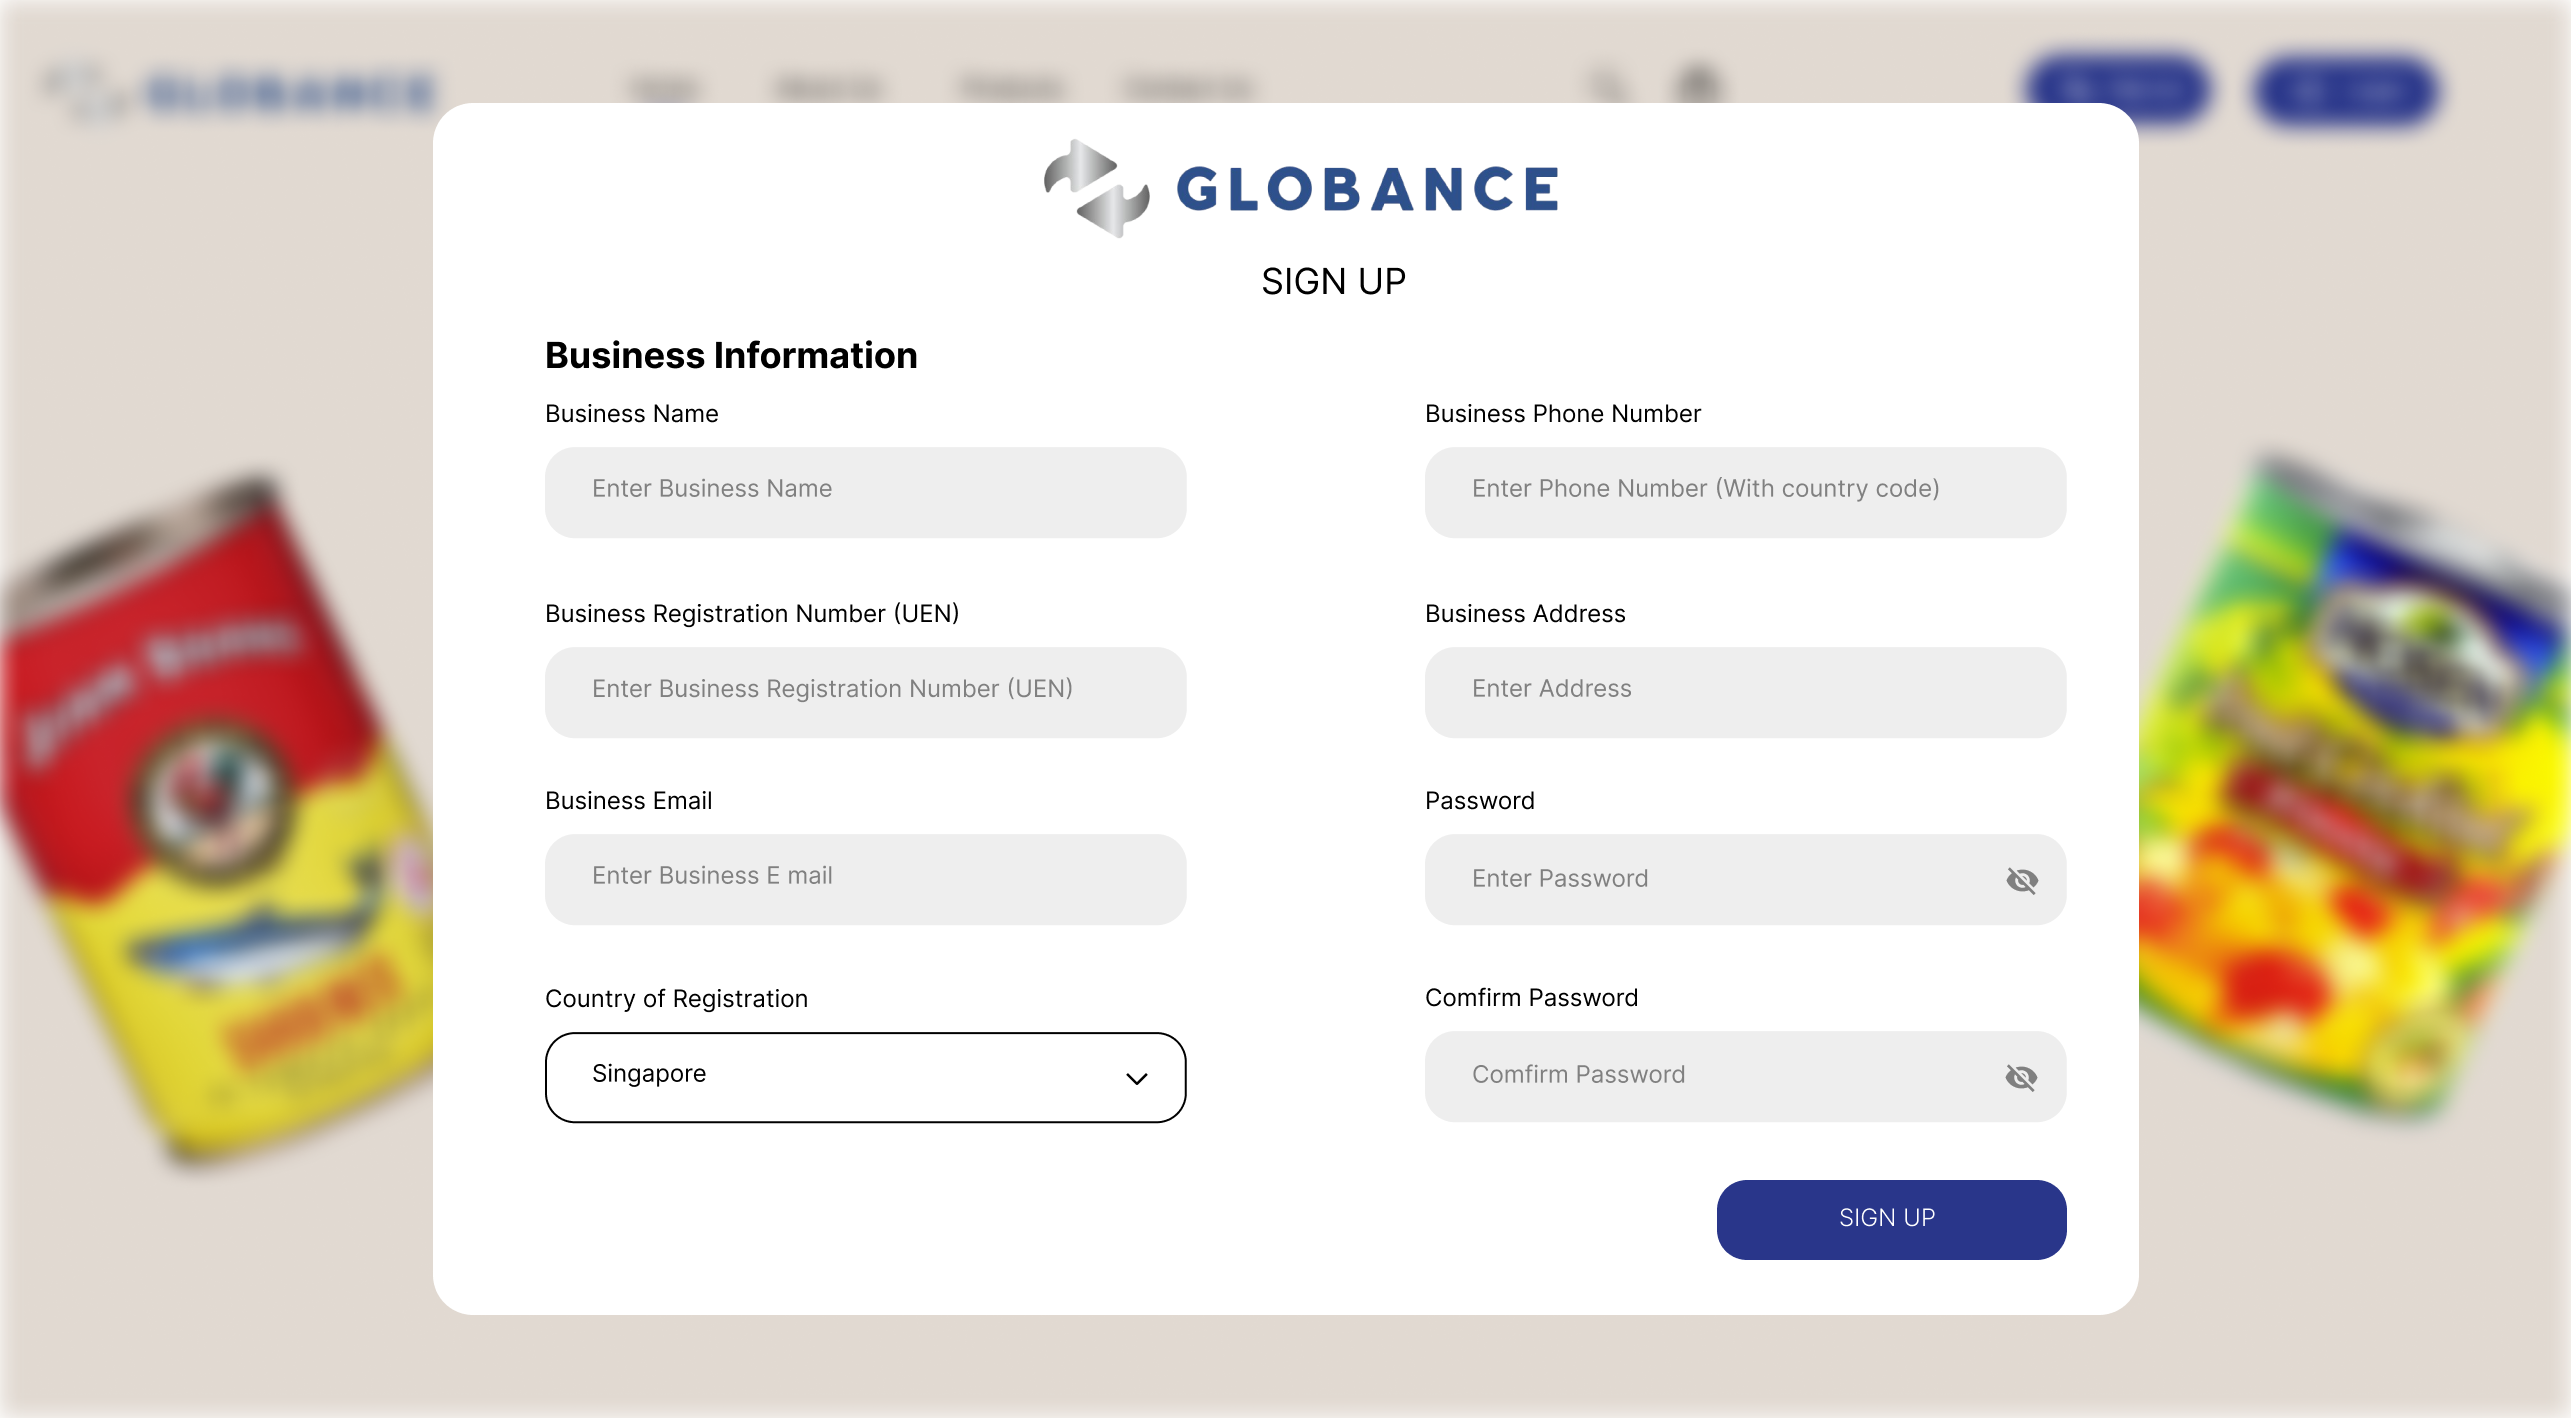 GLOBANCE
GLOBANCE
SIGN UP
Business Information
Business Name
Enter Business Name
Business Phone Number
Enter Phone Number (With country code)
Business Registration Number (UEN)
Enter Business Registration Number (UEN)
Business Address
Enter Address
Business Email
Enter Business E mail
Password
Enter Password
Country of Registration
Singapore
Comfirm Password
Comfirm Password
SIGN UP